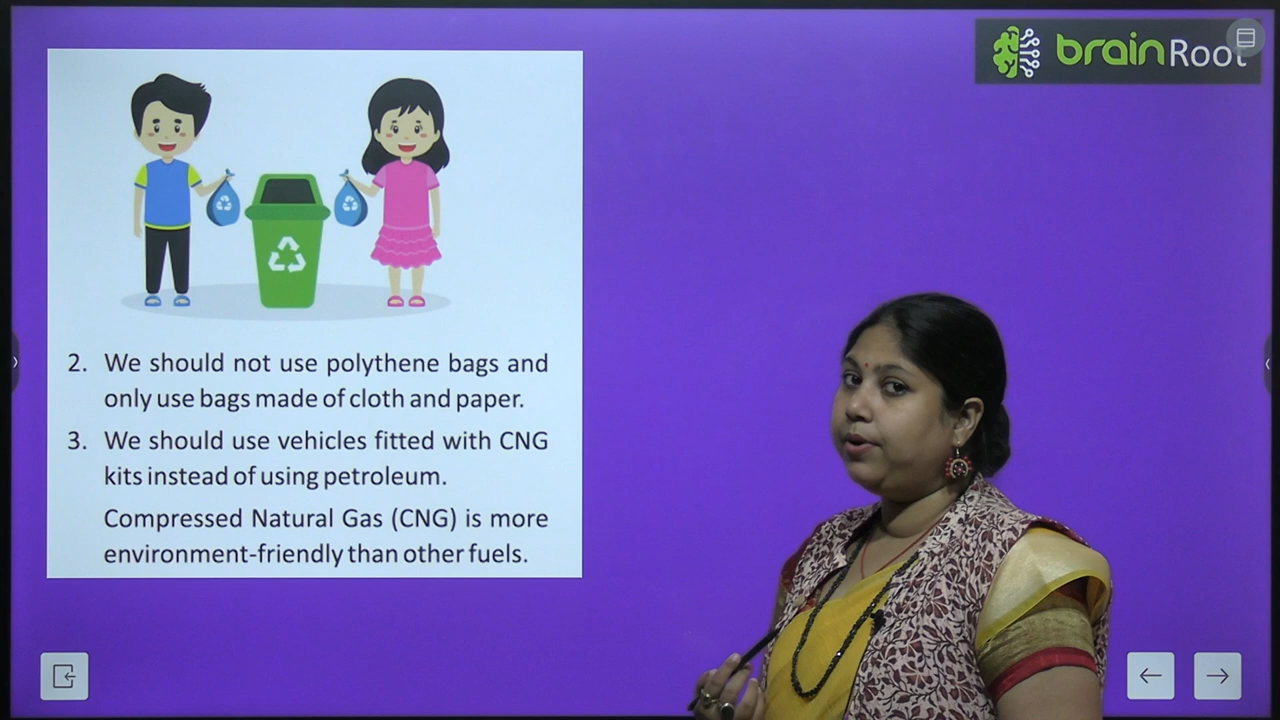 brainRoot
2. We should not use polythene bags and
only use bags made of cloth and paper.
3. We should use vehicles fitted with CNG
kits instead of using petroleum.
Compressed Natural Gas (CNG) is more
environment-friendly than other fuels.